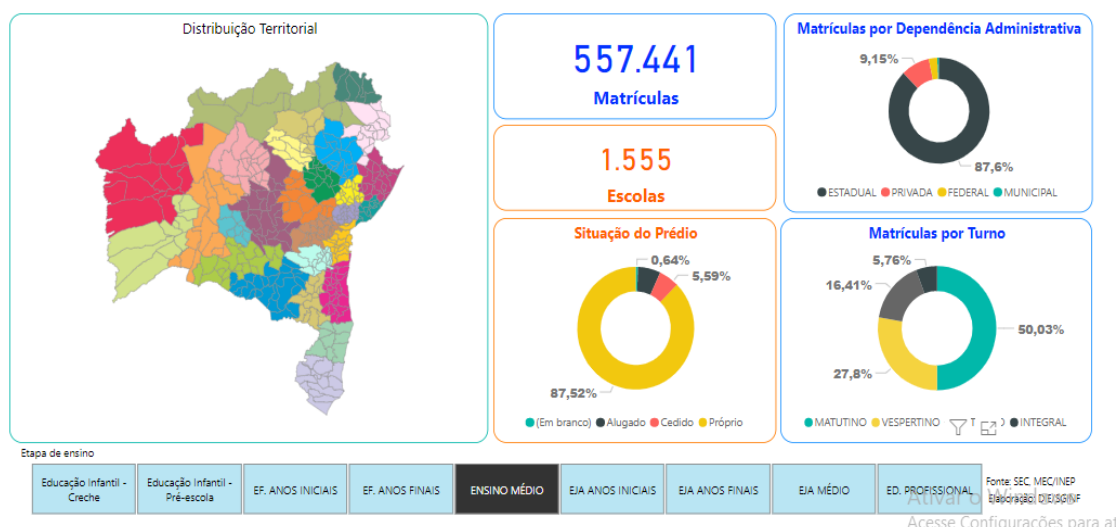 Distribuição Territorial
557.441
Matrículas
1.555
Escolas
Matrículas por Dependência Administrativa
9,15%
87,6%
ESTADUAL PRIVADA FEDERAL MUNICIPAL
Situação do Prédio
0,64%
5,59%
87,52%
(Em branco) Alugado Cedido Próprio
Matrículas por Turno
5,76%
16,41%
50,03%
27,8%
MATUTINO VESPERTINO INTEGRAL
Etapa de ensino
Educação Infantil -
Creche
Educação Infantil -
Pré-escola
EF. ANOS INICIAIS
EF. ANOS FINAIS
ENSINO MÉDIO
EJA ANOS INICIAIS
EJA ANOS FINAIS
EJA MÉDIO
ED. PROFISSIONAL
Fonte: SEC. MEC/INEP
Elaboração:
Ativar o Windows
Acesse Configurações para at